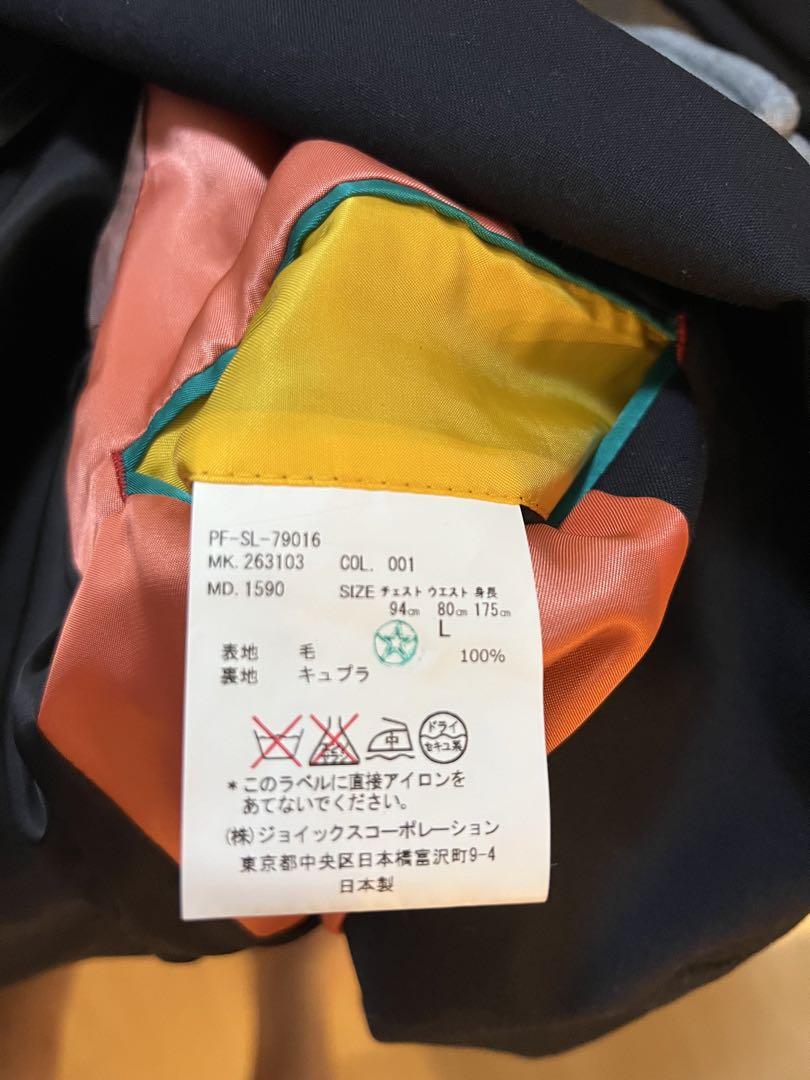 PF-SL-79016
MK. 263103 COL. 001
MD. 1590 SIZE チェスト ウエスト 身長
94cm 80cm 175cm
L
表地 毛 100%
裏地 キュプラ
中 ドライ
セキユ系
*このラベルに直接アイロンを
あてないでください。
(株)ジョイックスコーポレーション
東京都中央区日本橋富沢町9-4
日本製